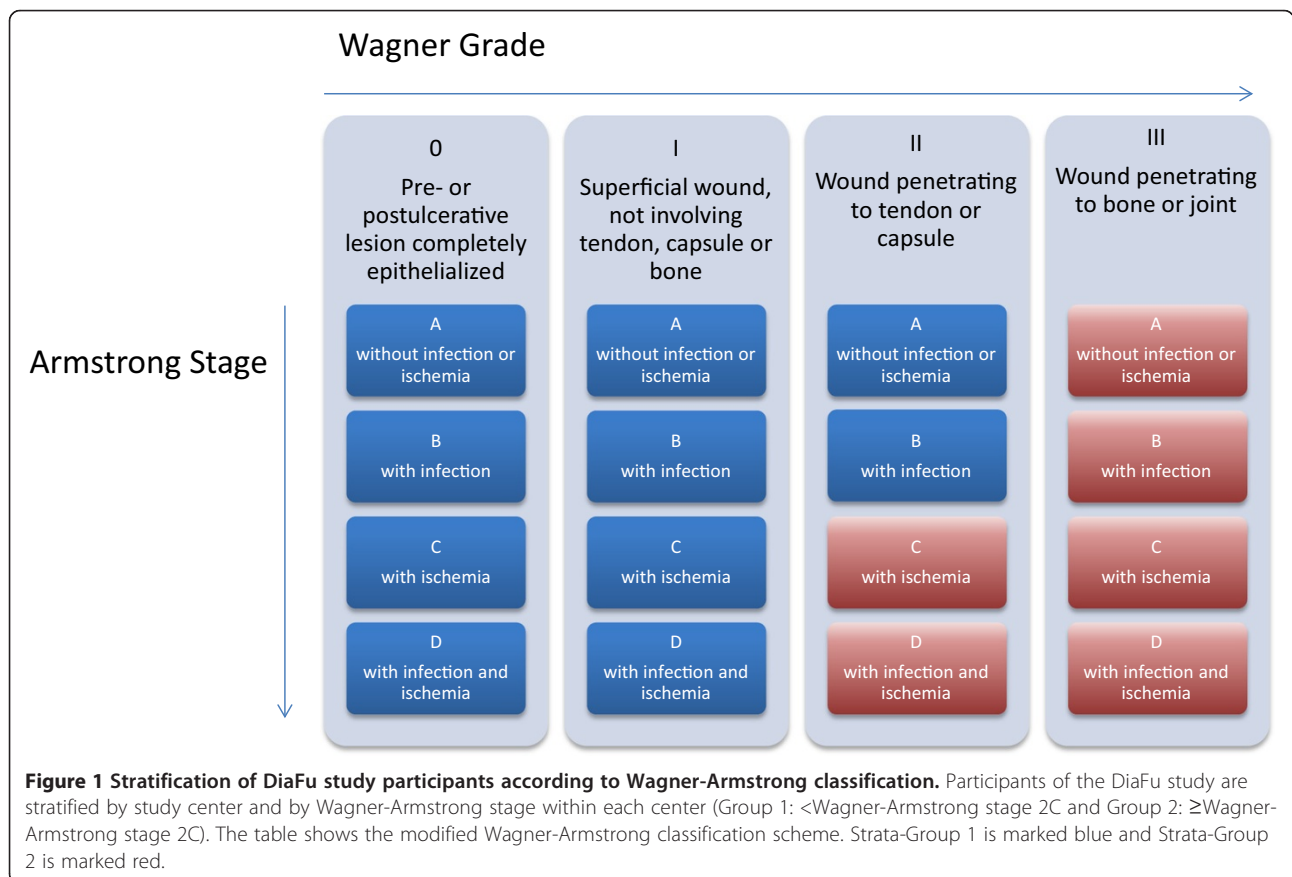 Wagner Grade
0
Pre- or
postulcerative
lesion completely
epithelialized
I
Superficial wound,
not involving
tendon, capsule or
bone
II
Wound penetrating
to tendon or
capsule
III
Wound penetrating
to bone or joint
Armstrong Stage
A
without infection or
ischemia
A
without infection or
ischemia
A
without infection or
ischemia
A
without infection or
ischemia
B
with infection
B
with infection
B
with infection
B
with infection
C
with ischemia
C
with ischemia
C
with ischemia
C
with ischemia
D
with infection and
ischemia
D
with infection and
ischemia
D
with infection and
ischemia
D
with infection and
ischemia
Figure 1 Stratification of DiaFu study participants according to Wagner-Armstrong classification. Participants of the DiaFu study are
stratified by study center and by Wagner-Armstrong stage within each center (Group 1: <Wagner-Armstrong stage 2C and Group 2: ≥Wagner-
Armstrong stage 2C). The table shows the modified Wagner-Armstrong classification scheme. Strata-Group 1 is marked blue and Strata-Group
2 is marked red.